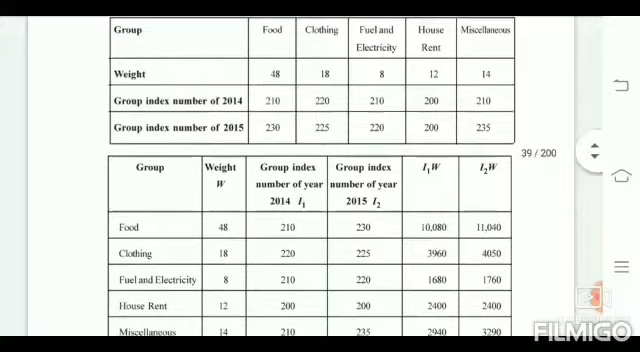 Group Food Clothing Fuel and Electricity House Rent Miscellaneous
Weight 48 18 8 12 14
Group index number of 2014 210 220 210 200 210
Group index number of 2015 230 225 220 200 235
39 / 200
Group Weight W Group index number of year 2014 I₁ Group index number of year 2015 I₂ I₁W I₂W
Food 48 210 230 10,080 11,040
Clothing 18 220 225 3960 4050
Fuel and Electricity 8 210 220 1680 1760
House Rent 12 200 200 2400 2400
Miscellaneous 14 210 235 2940 3290
FILMIGO